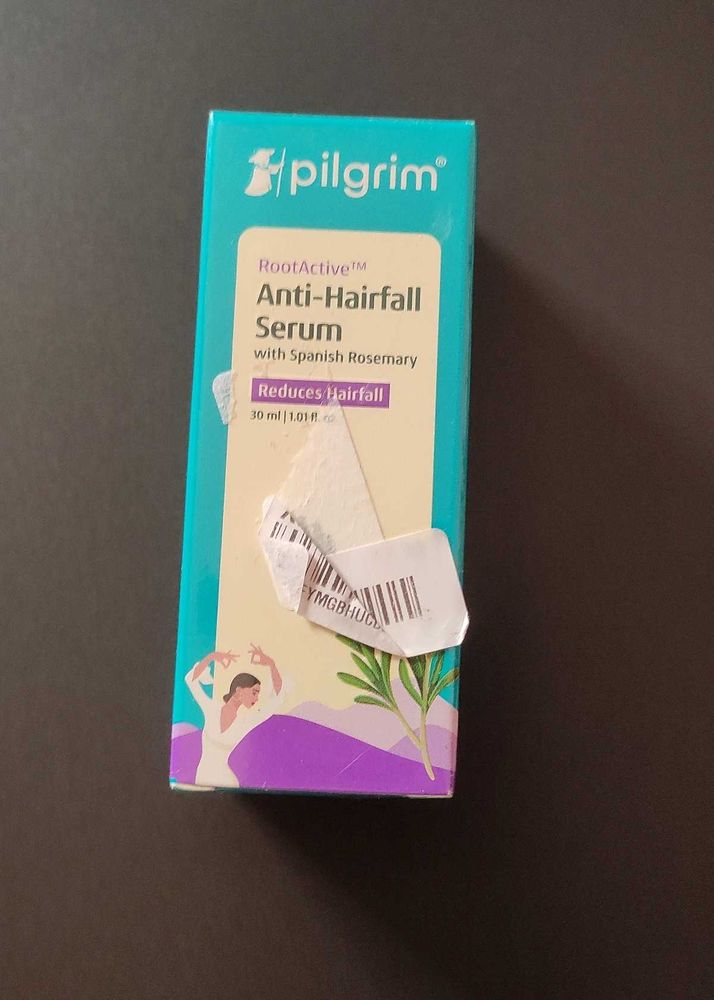 pilgrim®
RootActive™
Anti-Hairfall
Serum
with Spanish Rosemary
Reduces Hairfall
30 ml | 1.01 fl.